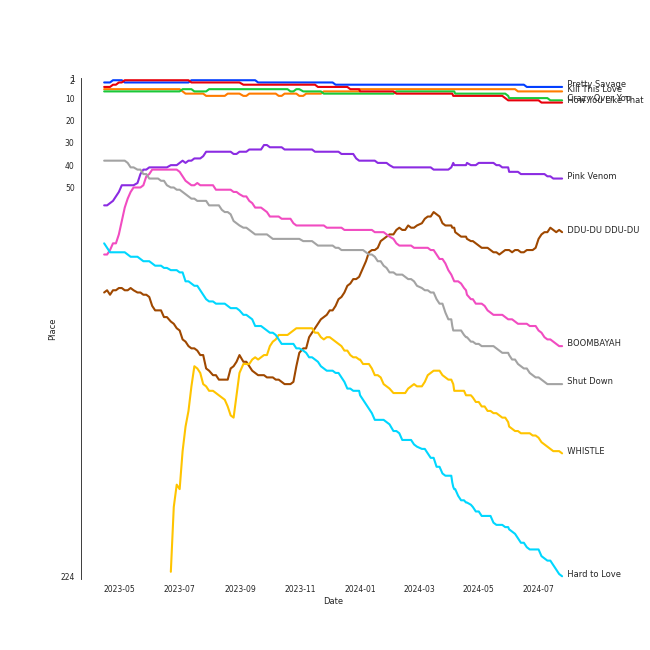 1
2
10
20
30
40
50
224
Place
2023-05
2023-07
2023-09
2023-11
2024-01
2024-03
2024-05
2024-07
Date
Pretty Savage
Kill This Love
Crazy Over You
How You Like That
Pink Venom
DDU-DU DDU-DU
BOOMBAYAH
Shut Down
WHISTLE
Hard to Love